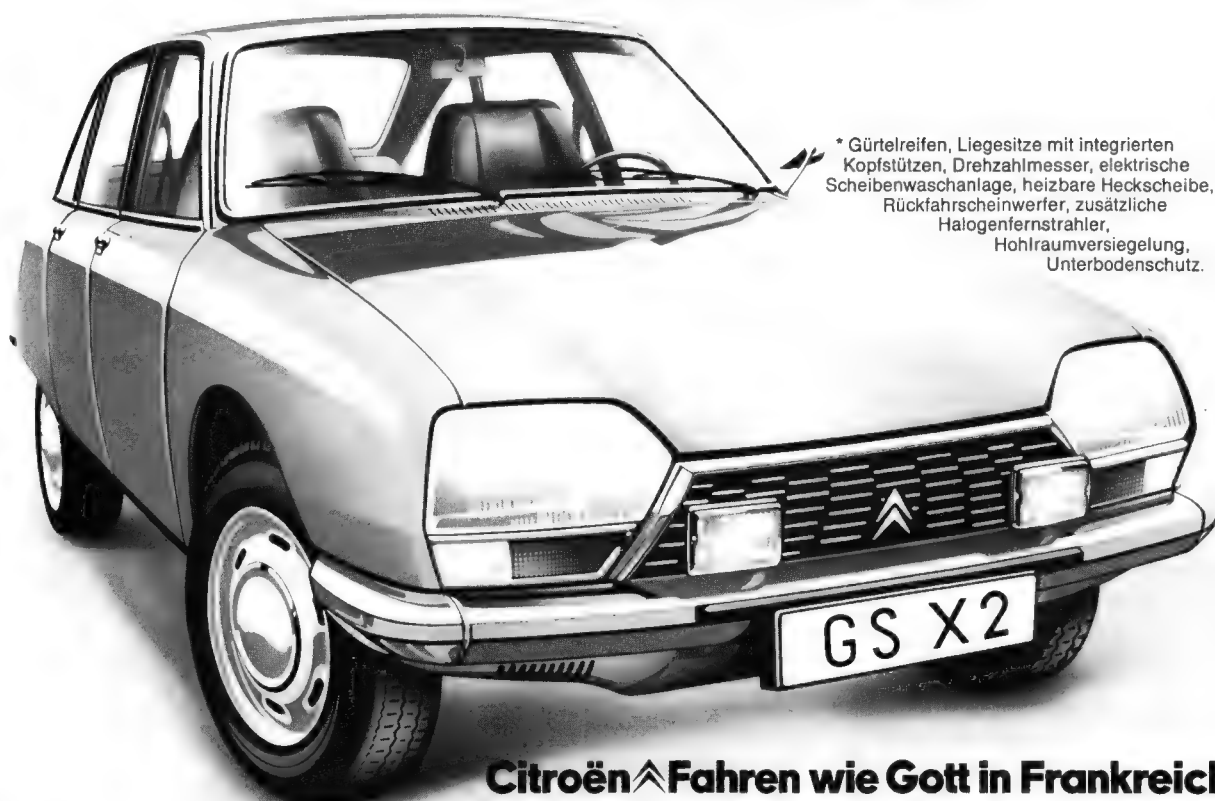 * Gürtelreifen, Liegesitze mit integrierten
Kopfstützen, Drehzahlmesser, elektrische
Scheibenwaschanlage, heizbare Heckscheibe,
Rückfahrscheinwerfer, zusätzliche
Halogenfernstrahler,
Hohlraumversiegelung,
Unterbodenschutz.
GS X2
Citroën Fahren wie Gott in Frankreich